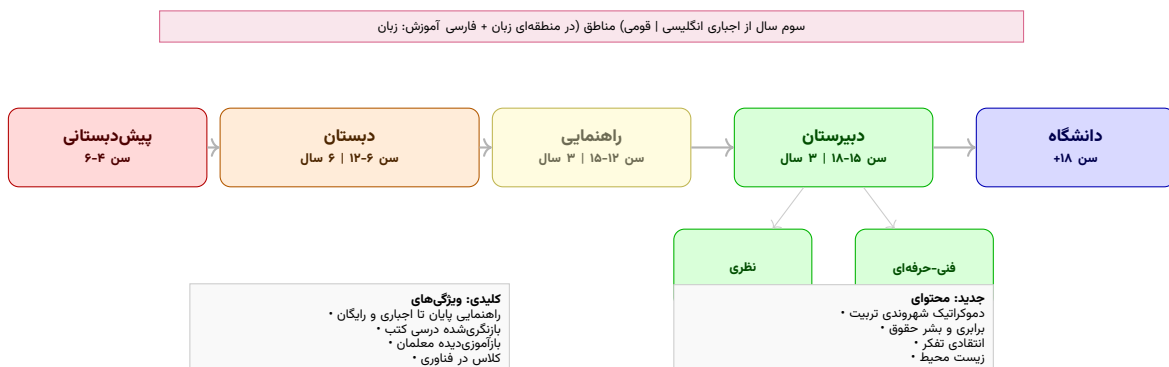 سوم سال از اجباری انگلیسی | قومی) مناطق (در منطقه‌ای زبان + فارسی آموزش: زبان
پیش‌دبستانی
سن ۴-۶
دبستان
سن ۶-۱۲ | ۶ سال
راهنمایی
سن ۱۲-۱۵ | ۳ سال
دبیرستان
سن ۱۵-۱۸ | ۳ سال
دانشگاه
سن ۱۸+
نظری
فنی-حرفه‌ای
کلیدی: ویژگی‌های
راهنمایی پایان تا اجباری و رایگان •
بازنگری‌شده درسی کتب •
بازآموزی‌دیده معلمان •
کلاس در فناوری •
جدید: محتوای
دموکراتیک شهروندی تربیت •
برابری و بشر حقوق •
انتقادی تفکر •
زیست محیط •